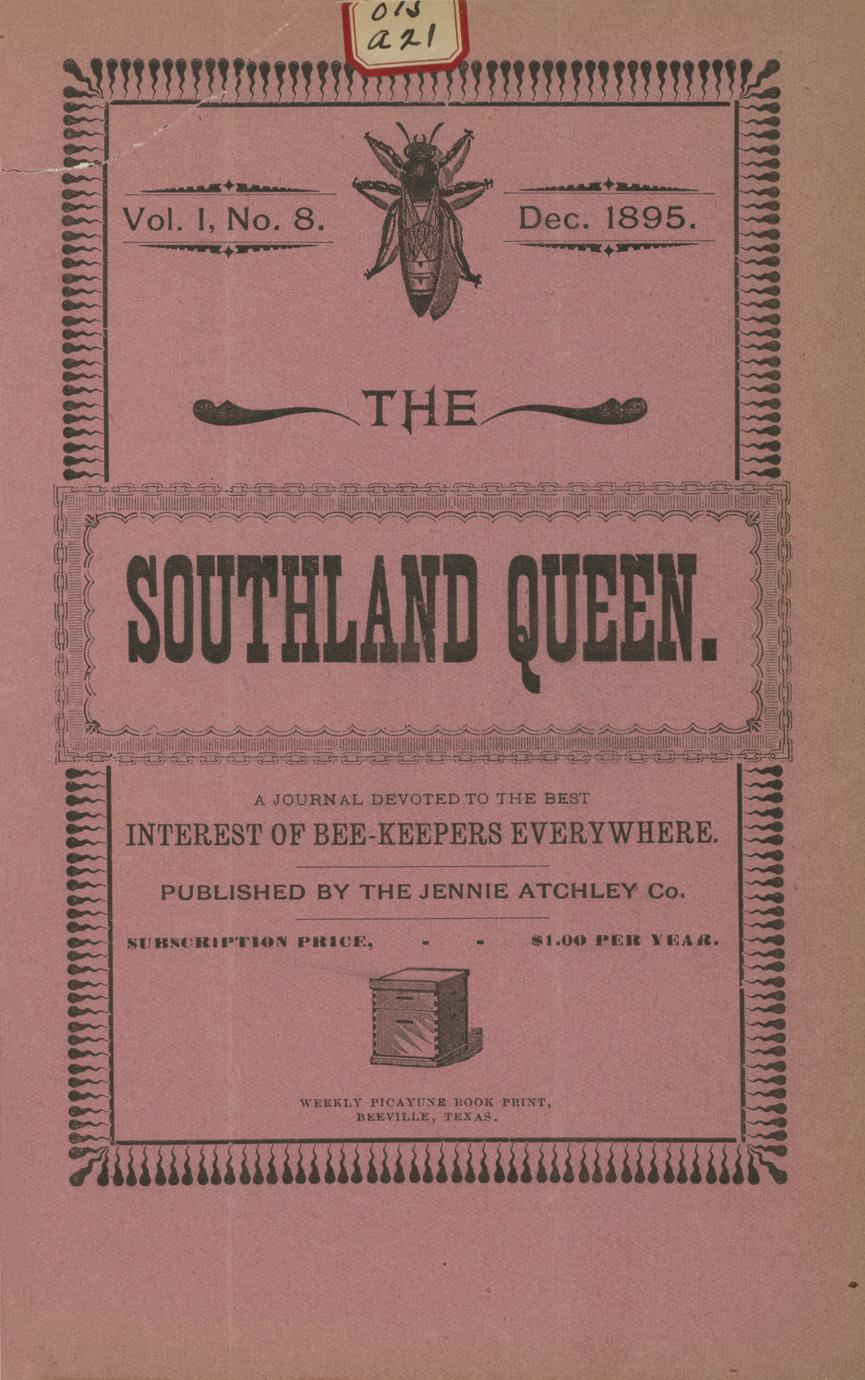 015
a21
Vol. I, No. 8.
Dec. 1895.
THE
SOUTHLAND QUEEN.
A JOURNAL DEVOTED TO THE BEST
INTEREST OF BEE-KEEPERS EVERYWHERE.
PUBLISHED BY THE JENNIE ATCHLEY Co.
SUBSCRIPTION PRICE, - - $1.00 PER YEAR.
WEEKLY PICAYUNE BOOK PRINT,
BEEVILLE, TEXAS.